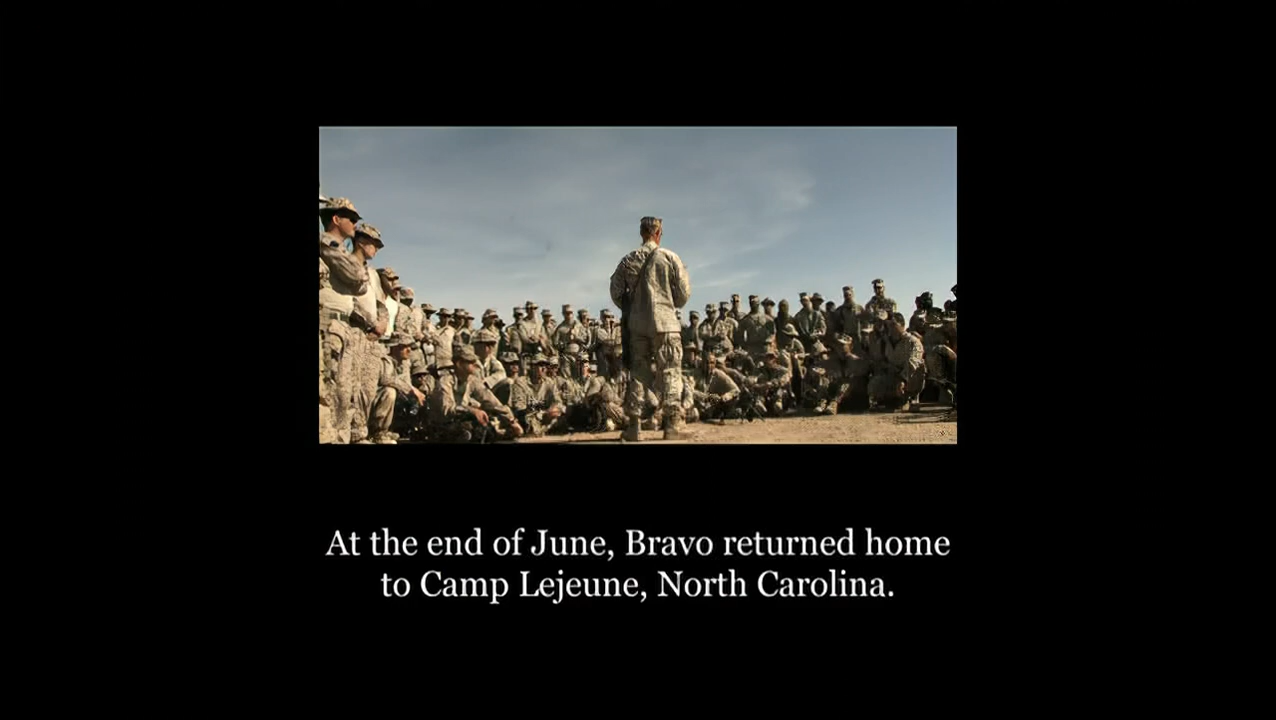 At the end of June, Bravo returned home
to Camp Lejeune, North Carolina.